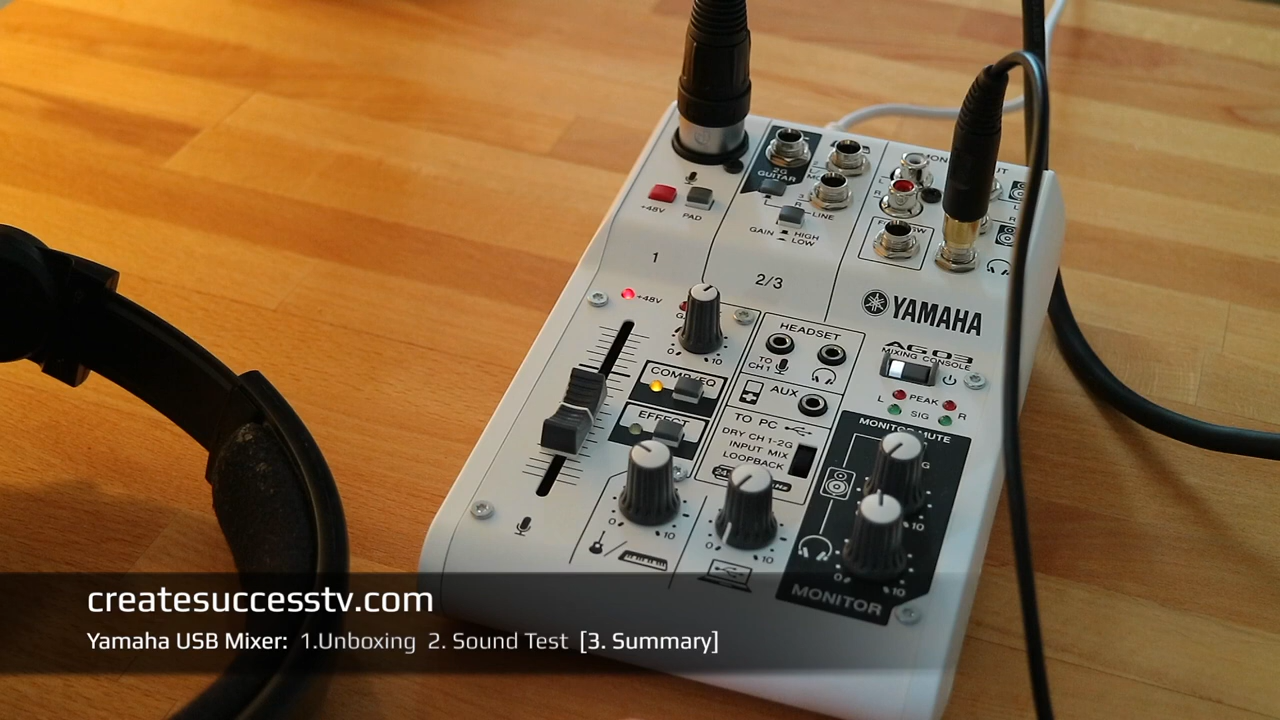 +48V
PAD
2G
GUITAR
LINE
GAIN
HIGH
LOW
1
2/3
+48V
YAMAHA
AG03
MIXING CONSOLE
0
10
HEADSET
TO
CH1
COMP/EQ
AUX
L PEAK R
SIG
EFFECT
TO PC
DRY CH 1-2G
INPUT MIX
LOOPBACK
MONITOR MUTE
10
0
10
0
10
0
10
MONITOR
createsuccesstv.com
Yamaha USB Mixer: 1.Unboxing 2. Sound Test [3. Summary]